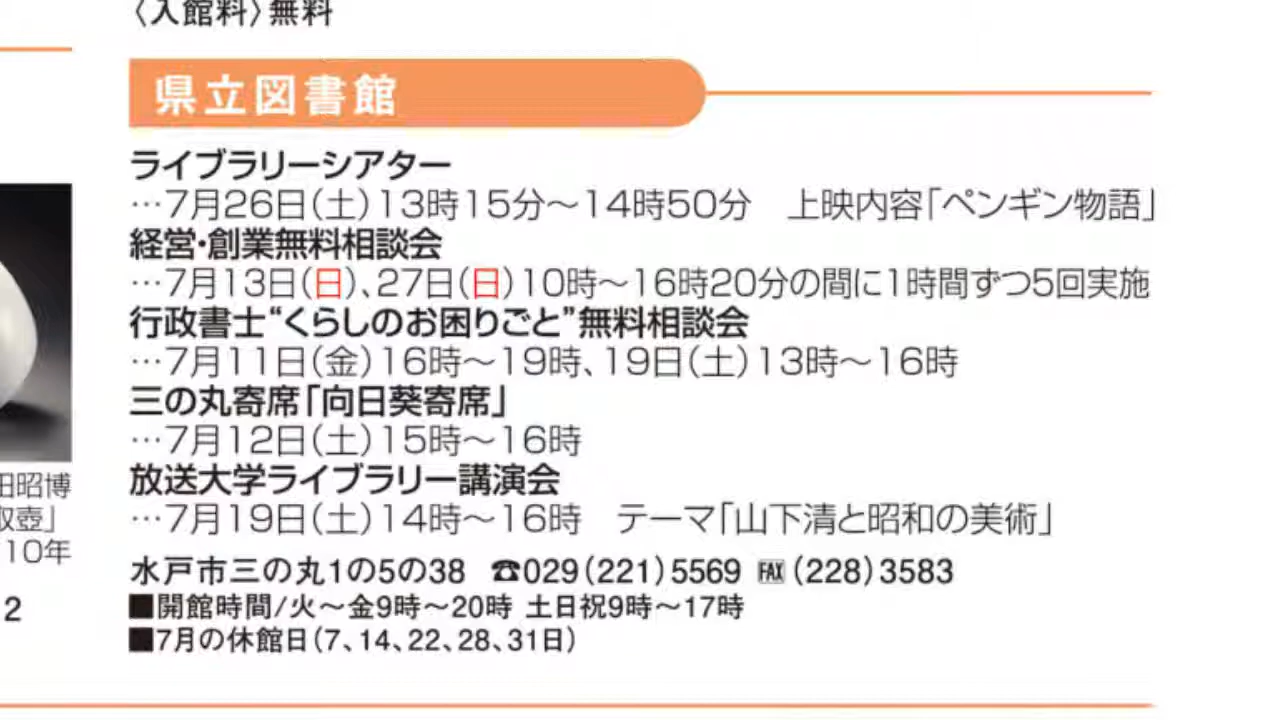 〈入館料〉無料
県立図書館
ライブラリーシアター
…7月26日(土)13時15分～14時50分　上映内容「ペンギン物語」
経営・創業無料相談会
…7月13日(日)、27日(日)10時～16時20分の間に1時間ずつ5回実施
行政書士“くらしのお困りごと”無料相談会
…7月11日(金)16時～19時、19日(土)13時～16時
三の丸寄席「向日葵寄席」
…7月12日(土)15時～16時
放送大学ライブラリー講演会
…7月19日(土)14時～16時　テーマ「山下清と昭和の美術」
水戸市三の丸1の5の38　☎029(221)5569 FAX(228)3583
■開館時間/火～金9時～20時 土日祝9時～17時
■7月の休館日(7、14、22、28、31日)
田昭博
壺」
10年
2